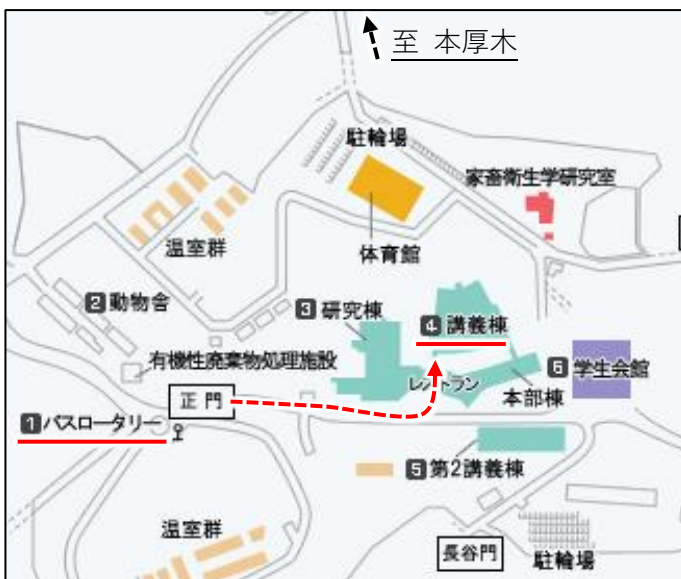 至 本厚木
駐輪場
家畜衛生学研究室
温室群
体育館
2 動物舎
3 研究棟
4 講義棟
有機性廃棄物処理施設
レストラン
6 学生会館
正門
本部棟
1 バスロータリー
5 第2講義棟
温室群
長谷門
駐輪場